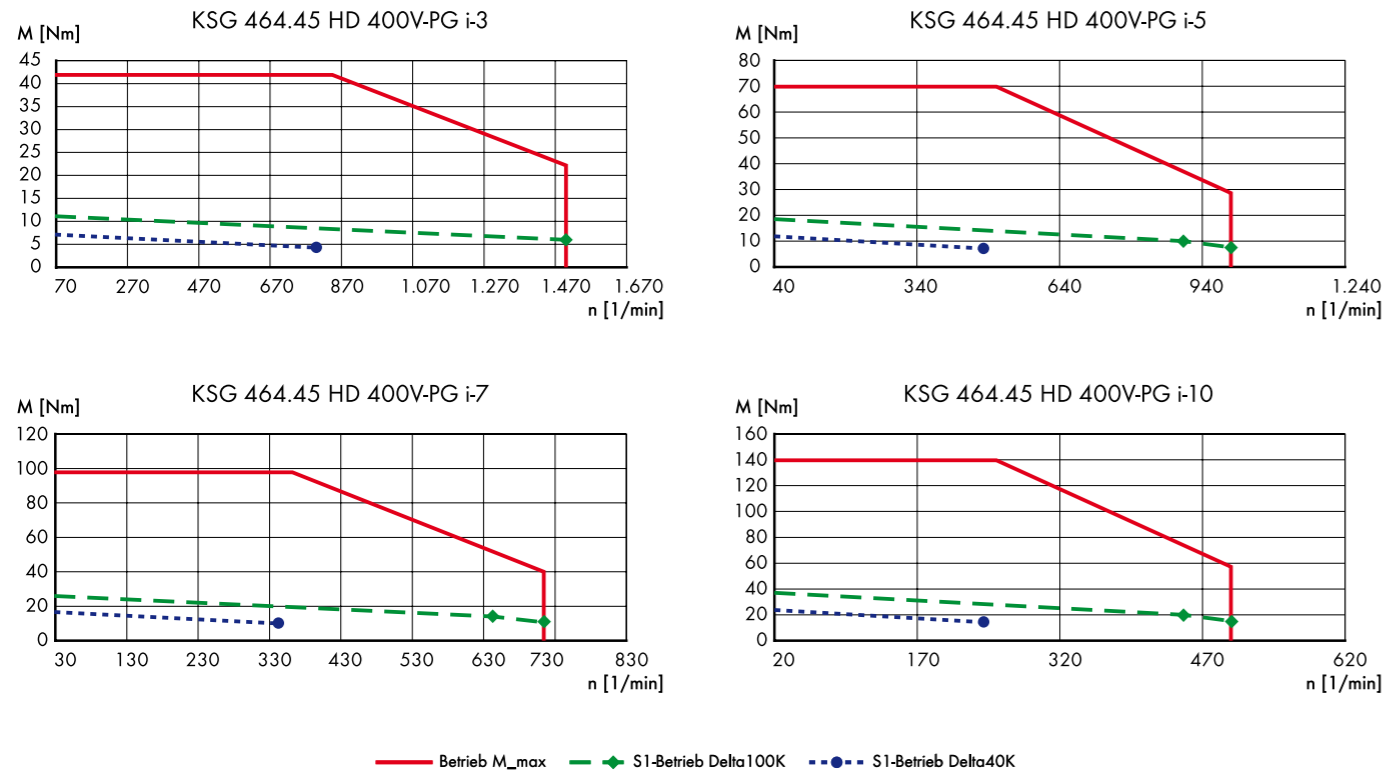 KSG 464.45 HD 400V-PG i-3
M [Nm]
45
40
35
30
25
20
15
10
5
0
70 270 470 670 870 1.070 1.270 1.470 1.670
n [1/min]
KSG 464.45 HD 400V-PG i-5
M [Nm]
80
70
60
50
40
30
20
10
0
40 340 640 940 1.240
n [1/min]
KSG 464.45 HD 400V-PG i-7
M [Nm]
120
100
80
60
40
20
0
30 130 230 330 430 530 630 730 830
n [1/min]
KSG 464.45 HD 400V-PG i-10
M [Nm]
160
140
120
100
80
60
40
20
0
20 170 320 470 620
n [1/min]
Betrieb M_max S1-Betrieb Delta100K S1-Betrieb Delta40K